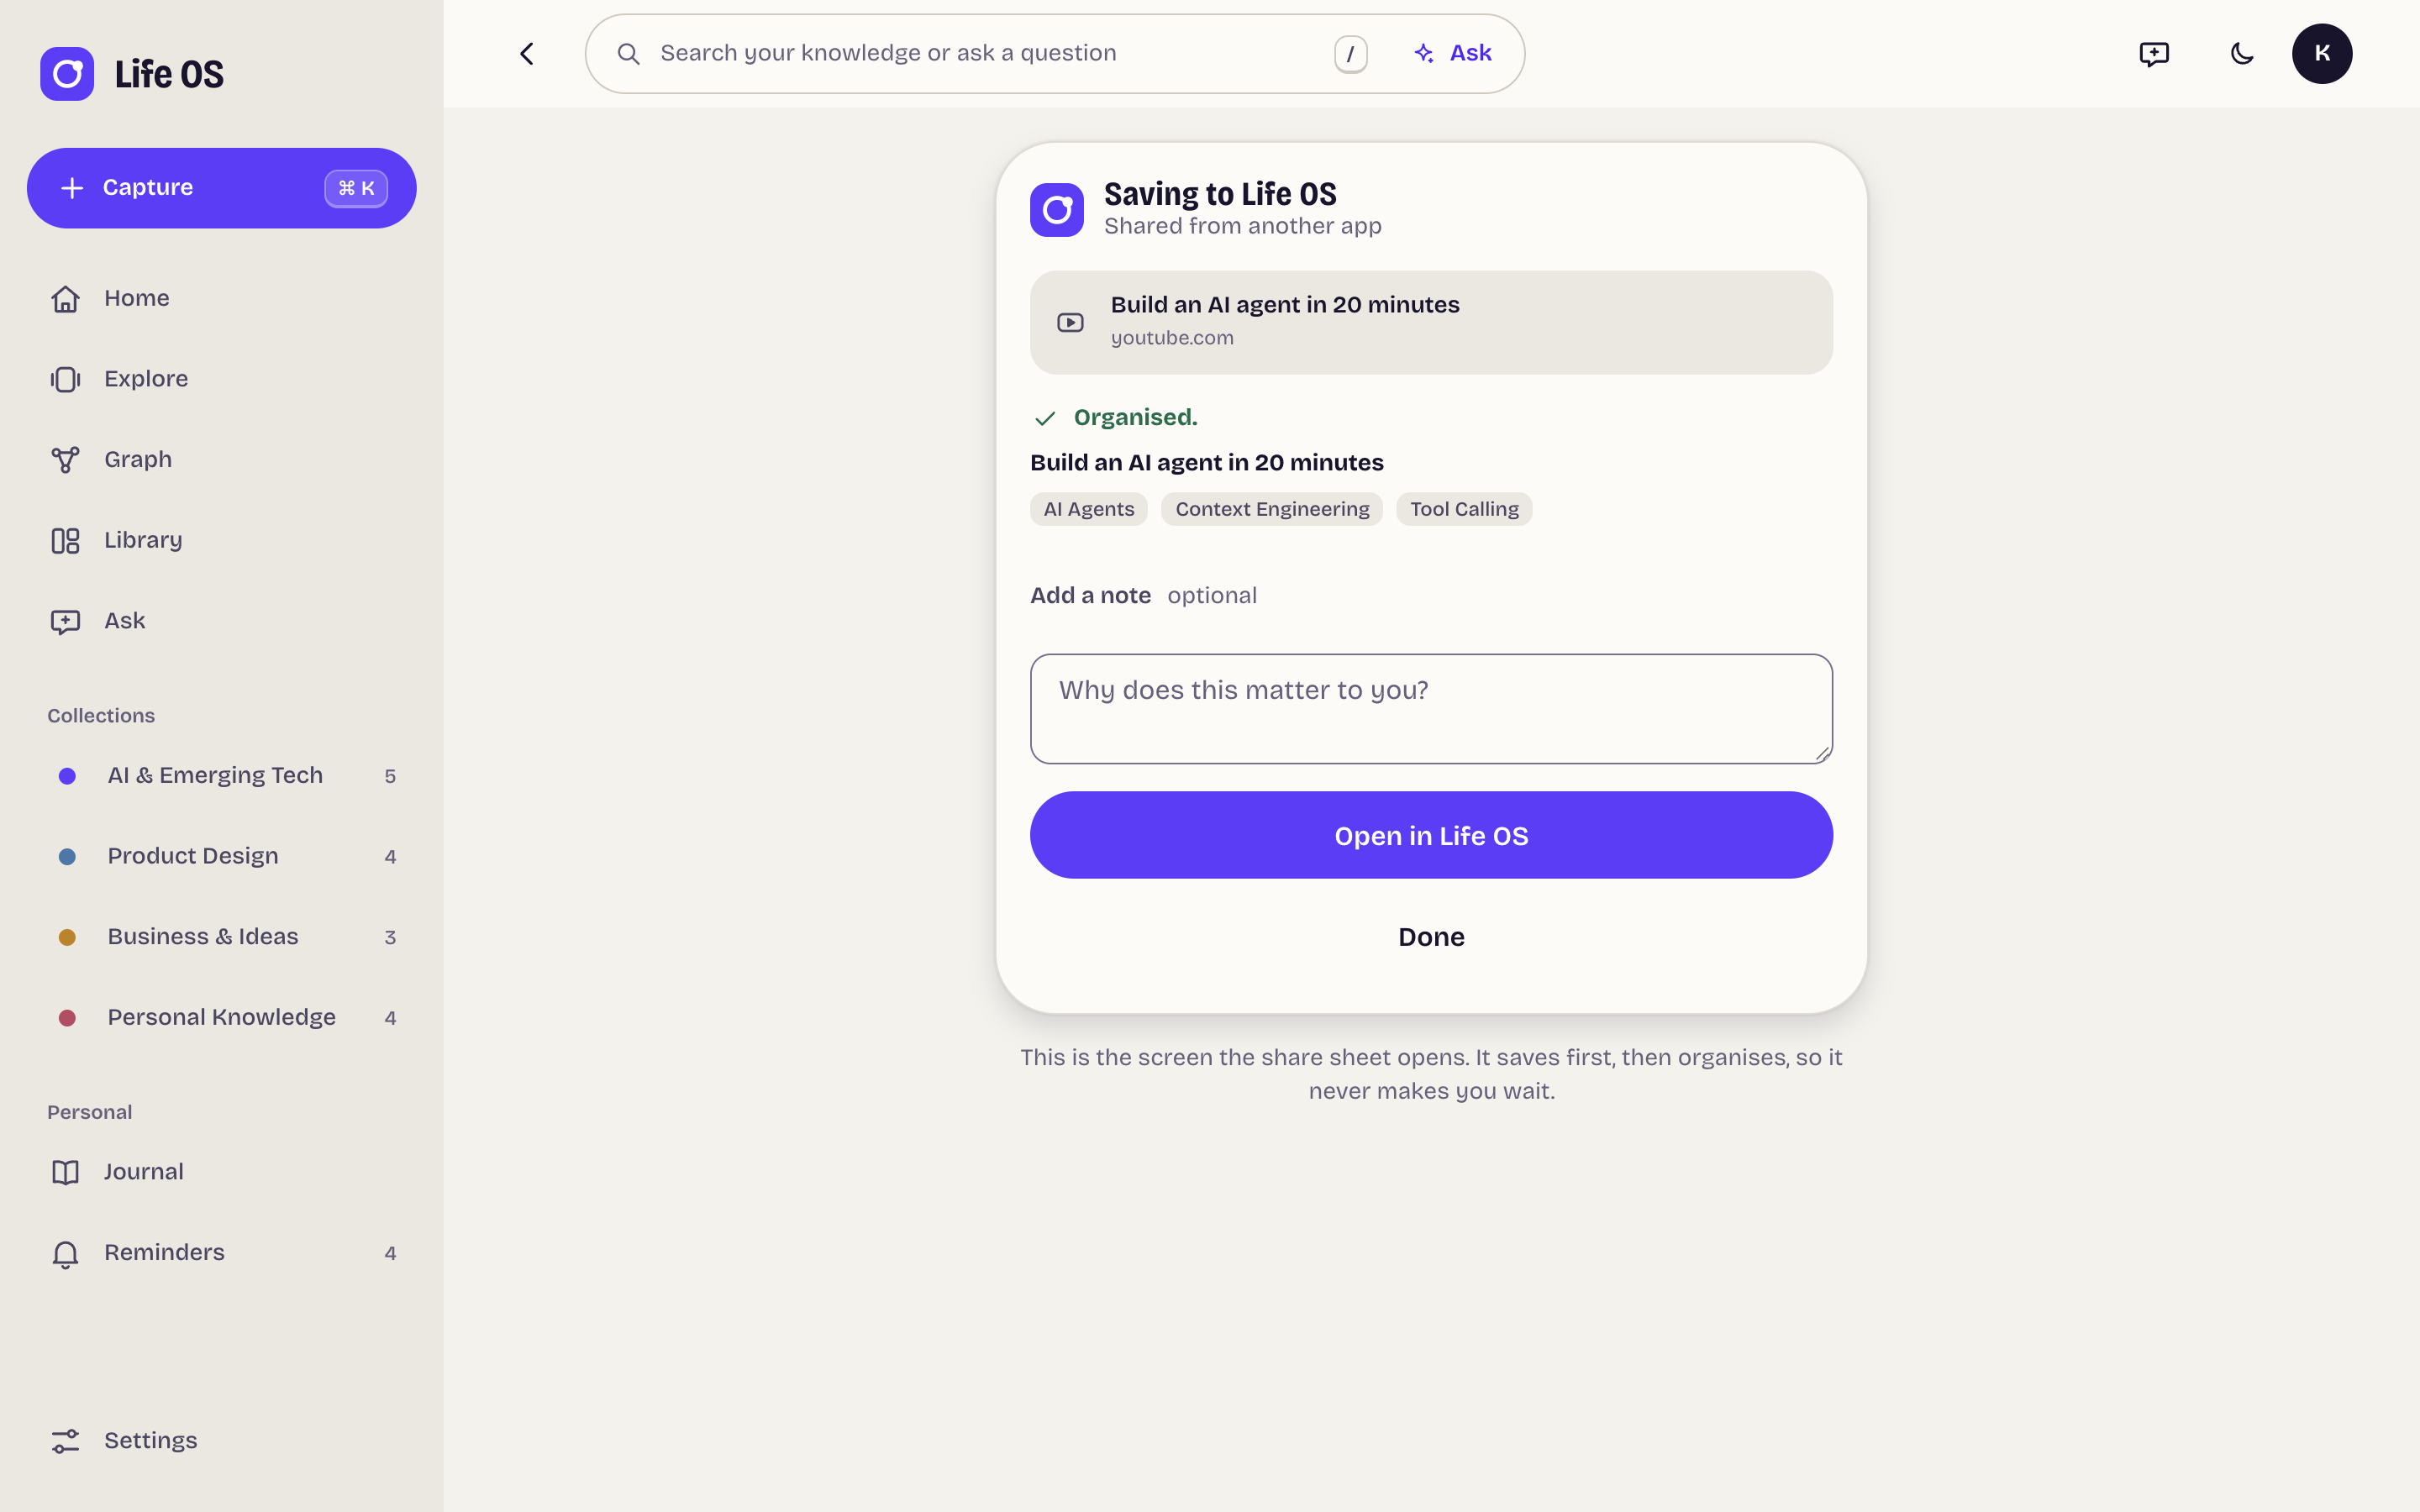 Life OS
Capture
⌘ K
Home
Explore
Graph
Library
Ask
Collections
AI & Emerging Tech 5
Product Design 4
Business & Ideas 3
Personal Knowledge 4
Personal
Journal
Reminders 4
Settings
Search your knowledge or ask a question
/
Ask
K
Saving to Life OS
Shared from another app
Build an AI agent in 20 minutes
youtube.com
Organised.
Build an AI agent in 20 minutes
AI Agents Context Engineering Tool Calling
Add a note optional
Why does this matter to you?
Open in Life OS
Done
This is the screen the share sheet opens. It saves first, then organises, so it
never makes you wait.